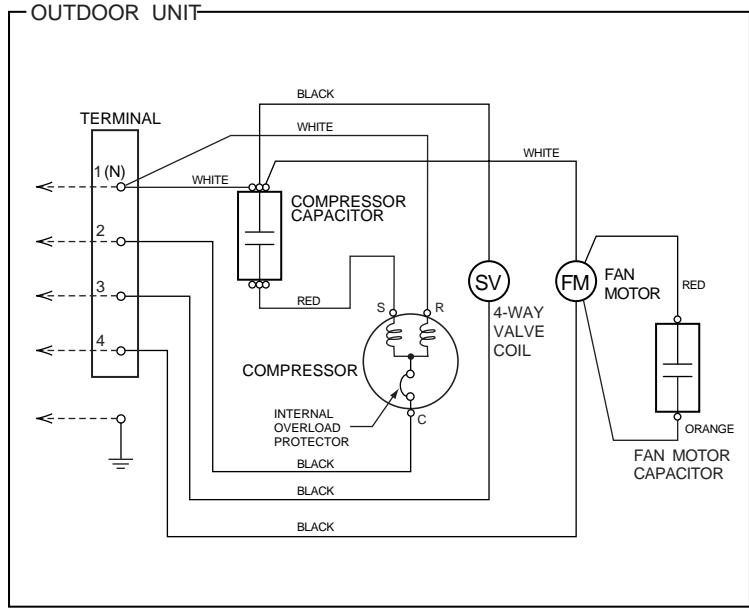 OUTDOOR UNIT
BLACK
TERMINAL
WHITE
WHITE
1 (N)
WHITE
COMPRESSOR
CAPACITOR
2
SV
FM
FAN
MOTOR
RED
3
RED
S
R
4-WAY
VALVE
COIL
4
COMPRESSOR
INTERNAL
OVERLOAD
PROTECTOR
C
ORANGE
FAN MOTOR
CAPACITOR
BLACK
BLACK
BLACK